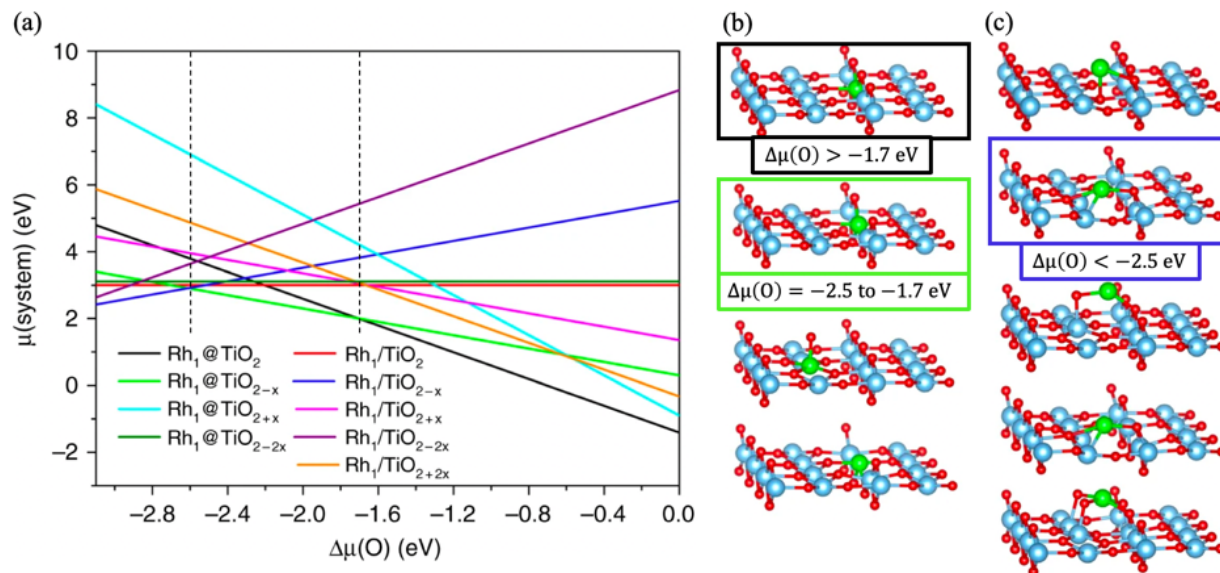 (a)
10
8
6
4
2
0
−2
μ(system) (eV)
Rh₁@TiO₂
Rh₁@TiO₂₋ₓ
Rh₁@TiO₂₊ₓ
Rh₁@TiO₂₋₂ₓ
Rh₁/TiO₂
Rh₁/TiO₂₋ₓ
Rh₁/TiO₂₊ₓ
Rh₁/TiO₂₋₂ₓ
Rh₁/TiO₂₊₂ₓ
−2.8 −2.4 −2.0 −1.6 −1.2 −0.8 −0.4 0.0
Δμ(O) (eV)
(b)
Δμ(O) > −1.7 eV
Δμ(O) = −2.5 to −1.7 eV
(c)
Δμ(O) < −2.5 eV